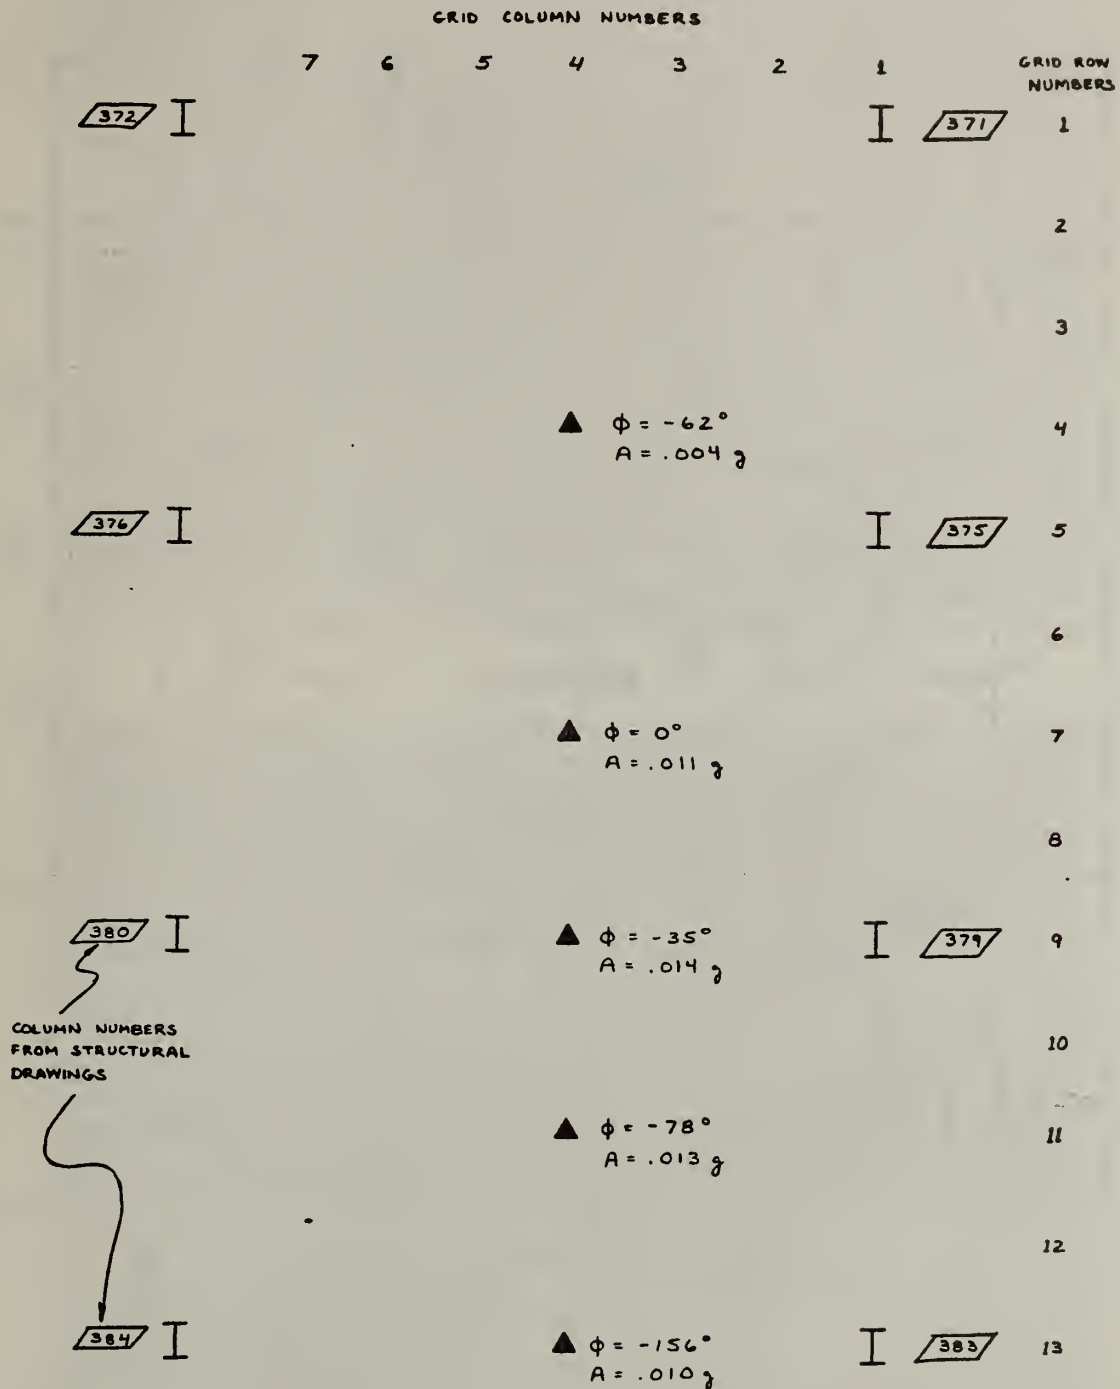 GRID COLUMN NUMBERS
7 6 5 4 3 2 1
GRID ROW
NUMBERS
372 371 1
2
3
ϕ = -62° 4
A = .004 g
376 375 5
6
ϕ = 0° 7
A = .011 g
8
380 ϕ = -35° 379 9
A = .014 g
COLUMN NUMBERS
FROM STRUCTURAL
DRAWINGS
10
ϕ = -78° 11
A = .013 g
12
384 ϕ = -156° 383 13
A = .010 g